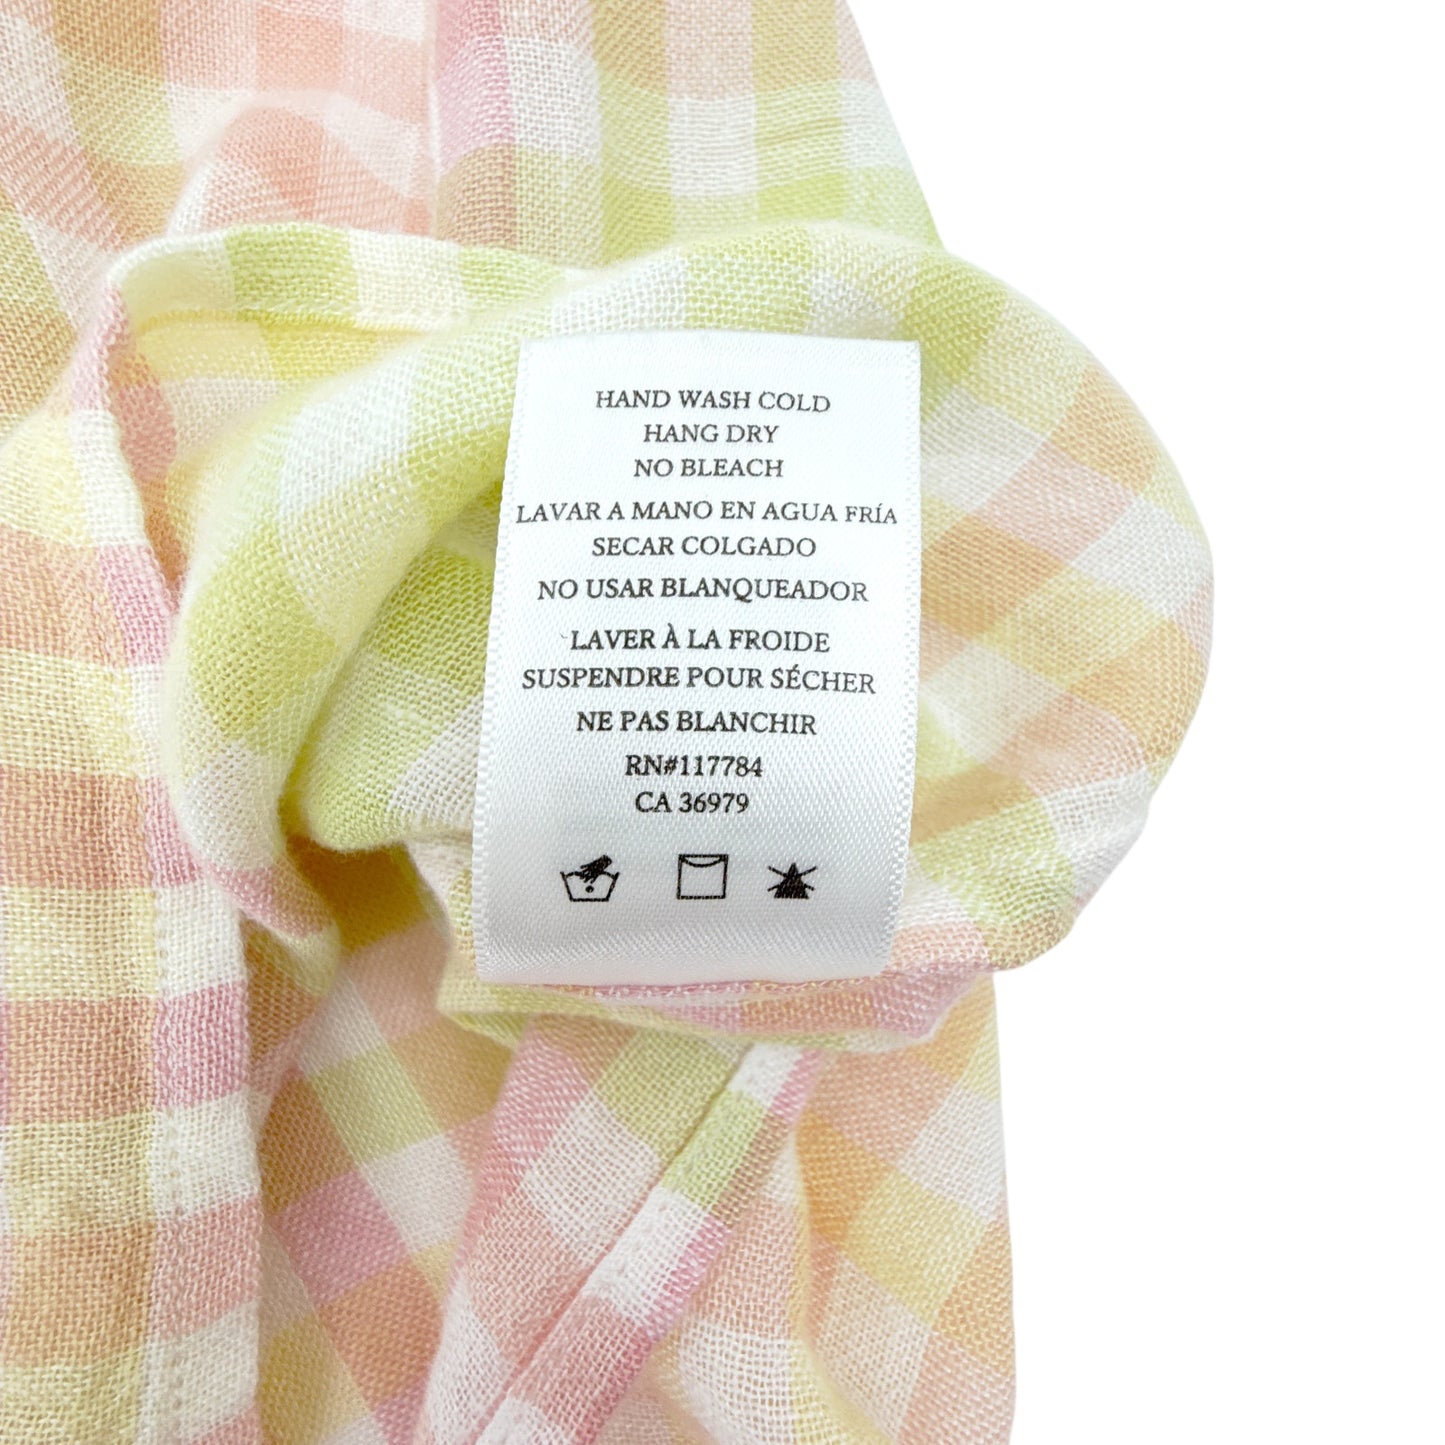 HAND WASH COLD
HANG DRY
NO BLEACH
LAVAR A MANO EN AGUA FRÍA
SECAR COLGADO
NO USAR BLANQUEADOR
LAVER À LA FROIDE
SUSPENDRE POUR SÉCHER
NE PAS BLANCHIR
RN#117784
CA 36979